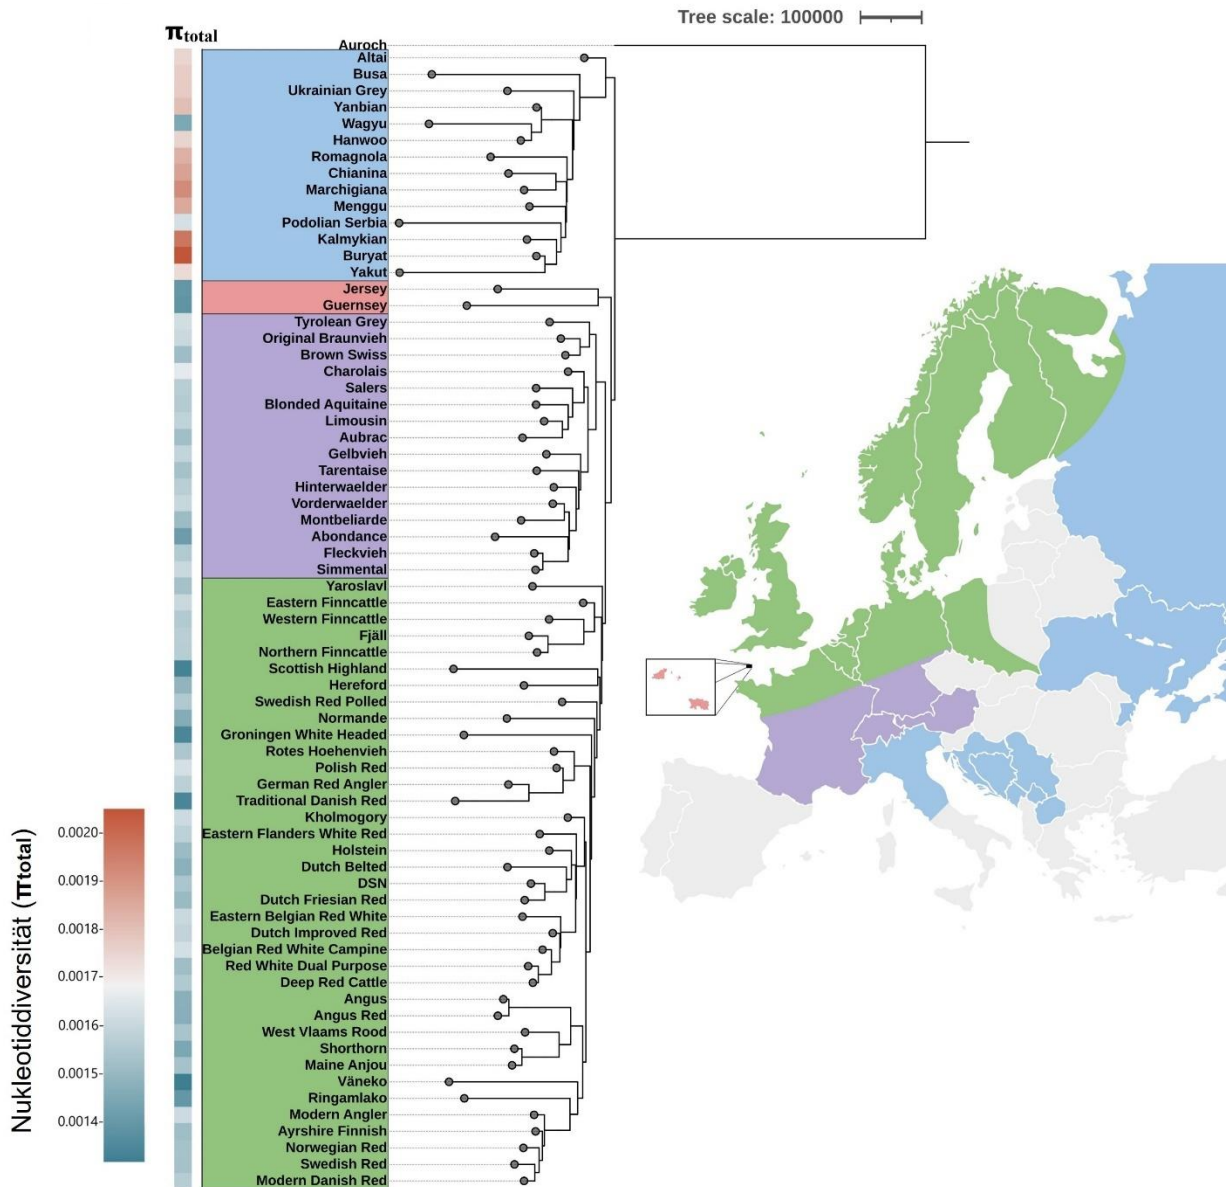 Tree scale: 100000
πtotal
Auroch
Altai
Busa
Ukrainian Grey
Yanbian
Wagyu
Hanwoo
Romagnola
Chianina
Marchigiana
Menggu
Podolian Serbia
Kalmykian
Buryat
Yakut
Jersey
Guernsey
Tyrolean Grey
Original Braunvieh
Brown Swiss
Charolais
Salers
Blonded Aquitaine
Limousin
Aubrac
Gelbvieh
Tarentaise
Hinterwaelder
Vorderwaelder
Montbeliarde
Abondance
Fleckvieh
Simmental
Yaroslavl
Eastern Finncattle
Western Finncattle
Fjäll
Northern Finncattle
Scottish Highland
Hereford
Swedish Red Polled
Normande
Groningen White Headed
Rotes Hoehenvieh
Polish Red
German Red Angler
Traditional Danish Red
Kholmogory
Eastern Flanders White Red
Holstein
Dutch Belted
DSN
Dutch Friesian Red
Eastern Belgian Red White
Dutch Improved Red
Belgian Red White Campine
Red White Dual Purpose
Deep Red Cattle
Angus
Angus Red
West Vlaams Rood
Shorthorn
Maine Anjou
Väneko
Ringamlako
Modern Angler
Ayrshire Finnish
Norwegian Red
Swedish Red
Modern Danish Red
Nukleotiddiversität (πtotal)
0.0020
0.0019
0.0018
0.0017
0.0016
0.0015
0.0014